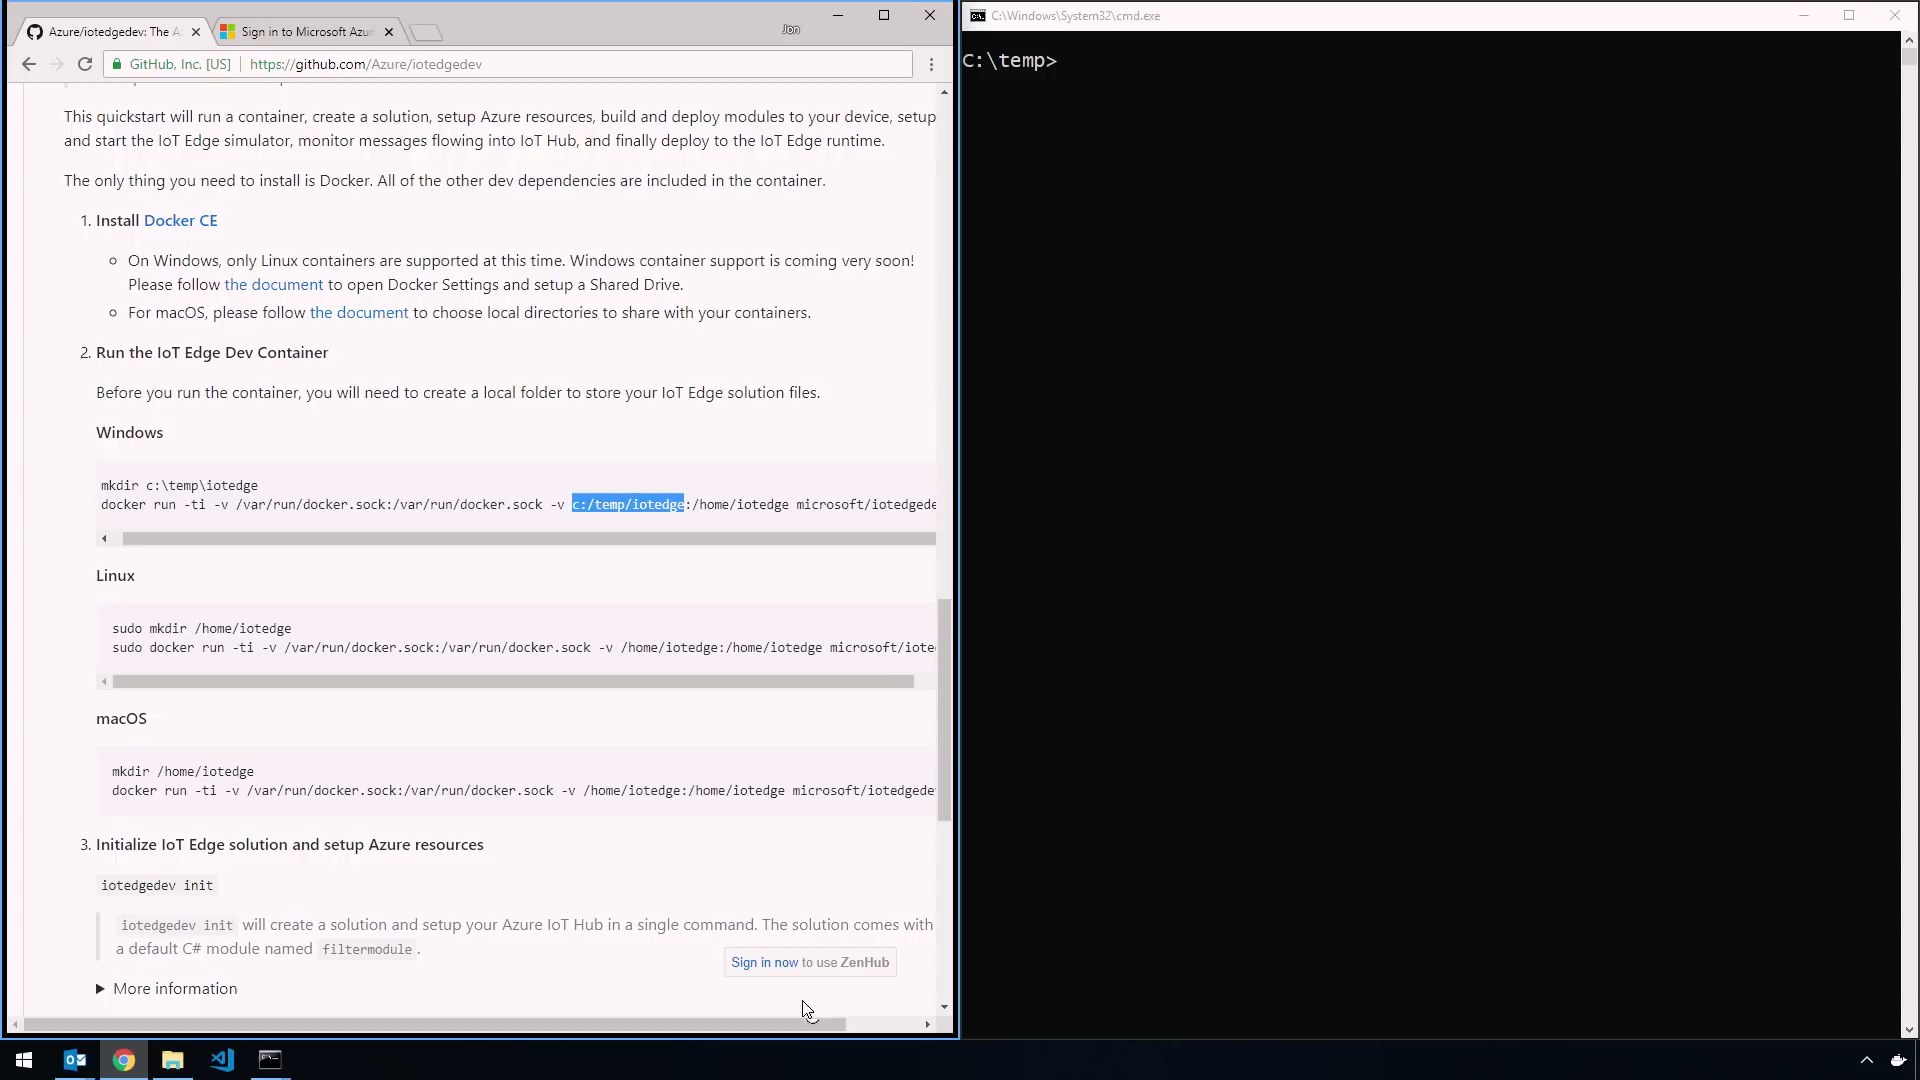 Azure/iotedgedev: The A
Sign in to Microsoft Azur
Jon
C:\Windows\System32\cmd.exe
GitHub, Inc. [US]
https://github.com/Azure/iotedgedev
C:\temp>
This quickstart will run a container, create a solution, setup Azure resources, build and deploy modules to your device, setup
and start the IoT Edge simulator, monitor messages flowing into IoT Hub, and finally deploy to the IoT Edge runtime.
The only thing you need to install is Docker. All of the other dev dependencies are included in the container.
1. Install Docker CE
On Windows, only Linux containers are supported at this time. Windows container support is coming very soon!
Please follow the document to open Docker Settings and setup a Shared Drive.
For macOS, please follow the document to choose local directories to share with your containers.
2. Run the IoT Edge Dev Container
Before you run the container, you will need to create a local folder to store your IoT Edge solution files.
Windows
mkdir c:\temp\iotedge
docker run -ti -v /var/run/docker.sock:/var/run/docker.sock -v c:/temp/iotedge:/home/iotedge microsoft/iotedgede
Linux
sudo mkdir /home/iotedge
sudo docker run -ti -v /var/run/docker.sock:/var/run/docker.sock -v /home/iotedge:/home/iotedge microsoft/iote
macOS
mkdir /home/iotedge
docker run -ti -v /var/run/docker.sock:/var/run/docker.sock -v /home/iotedge:/home/iotedge microsoft/iotedgede
3. Initialize IoT Edge solution and setup Azure resources
iotedgedev init
iotedgedev init will create a solution and setup your Azure IoT Hub in a single command. The solution comes with
a default C# module named filtermodule.
Sign in now to use ZenHub
More information